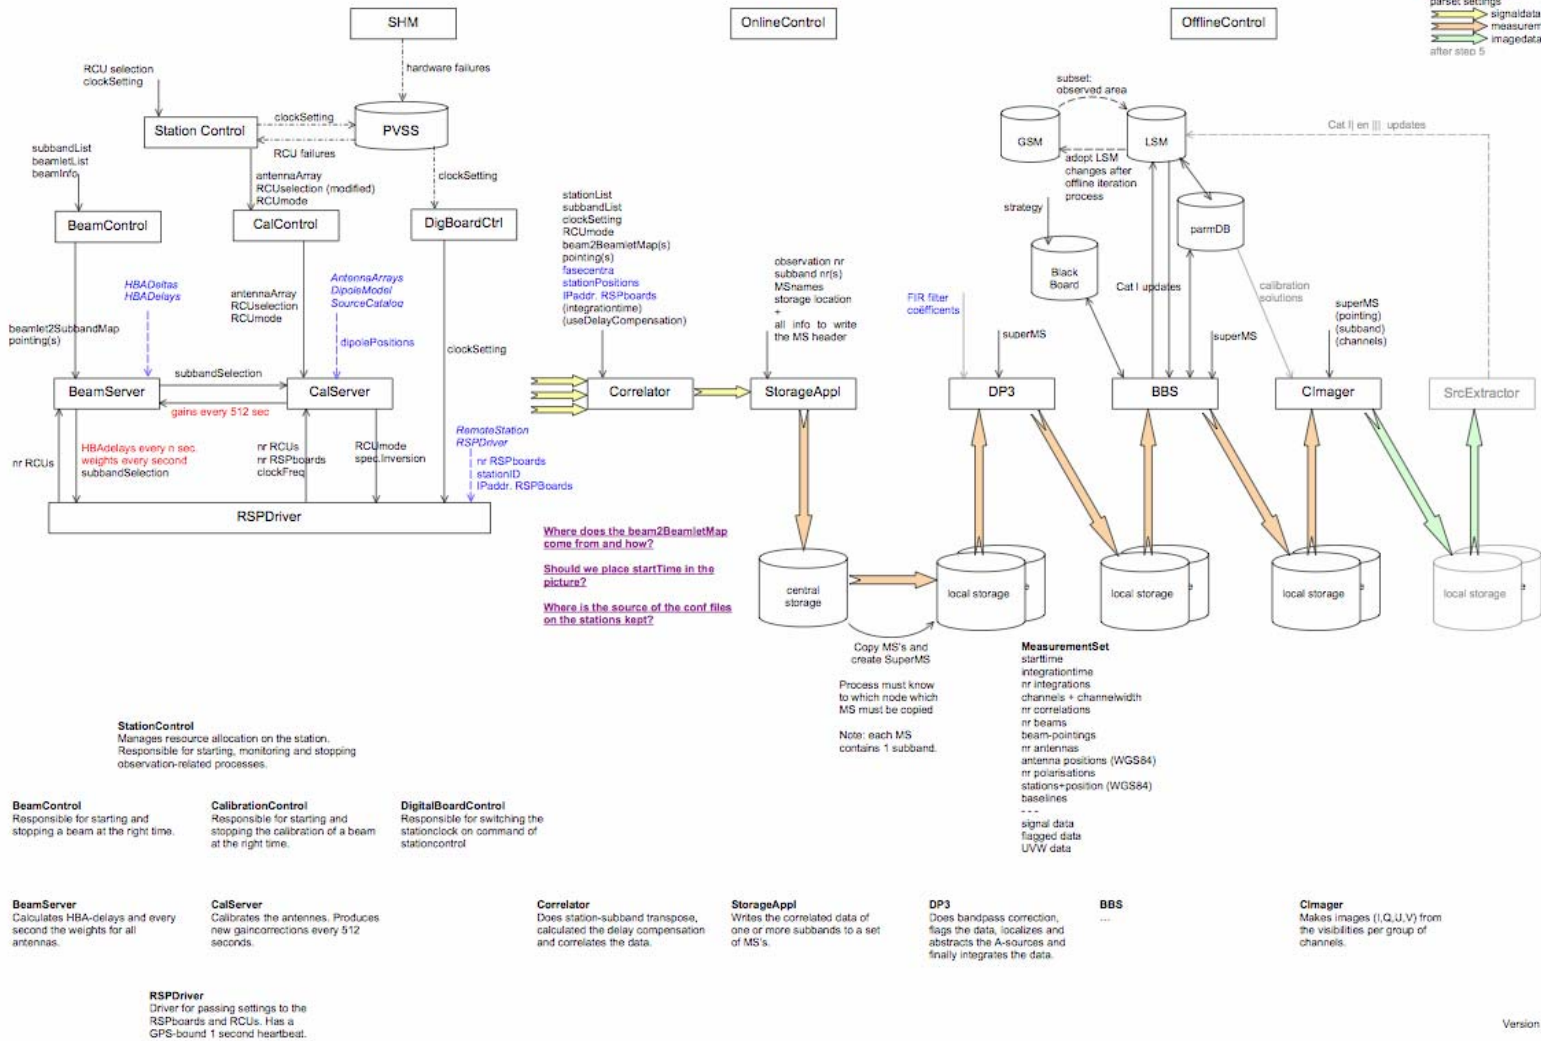 SHM
OnlineControl
OfflineControl
parset settings
signaldata
measurem
imagedata
after step 5
RCU selection
clockSetting
hardware failures
Station Control
clockSetting
PVSS
RCU failures
subbandList
beamletList
beamInfo
antennaArray
RCUselection (modified)
RCUmode
clockSetting
BeamControl
CalControl
DigBoardCtrl
HBADeltas
HBADelays
AntennaArrays
DipoleModel
SourceCatalog
antennaArray
RCUselection
RCUmode
beamlet2SubbandMap
pointing(s)
dipolePositions
clockSetting
BeamServer
subbandSelection
CalServer
gains every 512 sec
nr RCUs
HBAdelays every n sec.
weights every second
subbandSelection
nr RCUs
nr RSPboards
clockFreq
RCUmode
spec.Inversion
RemoteStation
RSPDriver
nr RSPboards
stationID
IPaddr. RSPBoards
RSPDriver
stationList
subbandList
clockSetting
RCUmode
beam2BeamletMap(s)
pointing(s)
fasecentra
stationPositions
IPaddr. RSPboards
(integrationtime)
(useDelayCompensation)
observation nr
subband nr(s)
MSnames
storage location
+
all info to write
the MS header
Correlator
StorageAppl
subset:
observed area
GSM
LSM
Cat I| en ||| updates
adopt LSM
changes after
offline iteration
process
strategy
parmDB
Black
Board
Cat I updates
calibration
solutions
FIR filter
coëfficents
superMS
superMS
superMS
(pointing)
(subband)
(channels)
DP3
BBS
CImager
SrcExtractor
Where does the beam2BeamletMap
come from and how?
Should we place startTime in the
picture?
Where is the source of the conf files
on the stations kept?
central
storage
local storage
e
local storage
e
local storage
e
local storage
e
Copy MS's and
create SuperMS
Process must know
to which node which
MS must be copied
Note: each MS
contains 1 subband.
MeasurementSet
starttime
integrationtime
nr integrations
channels + channelwidth
nr correlations
nr beams
beam-pointings
nr antennas
antenna positions (WGS84)
nr polarisations
stations+position (WGS84)
baselines
- - -
signal data
flagged data
UVW data
StationControl
Manages resource allocation on the station.
Responsible for starting, monitoring and stopping
observation-related processes.
BeamControl
Responsible for starting and
stopping a beam at the right time.
CalibrationControl
Responsible for starting and
stopping the calibration of a beam
at the right time.
DigitalBoardControl
Responsible for switching the
stationclock on command of
stationcontrol
BeamServer
Calculates HBA-delays and every
second the weights for all
antennas.
CalServer
Calibrates the antennes. Produces
new gaincorrections every 512
seconds.
Correlator
Does station-subband transpose,
calculated the delay compensation
and correlates the data.
StorageAppl
Writes the correlated data of
one or more subbands to a set
of MS's.
DP3
Does bandpass correction,
flags the data, localizes and
abstracts the A-sources and
finally integrates the data.
BBS
...
CImager
Makes images (I,Q,U,V) from
the visibilities per group of
channels.
RSPDriver
Driver for passing settings to the
RSPboards and RCUs. Has a
GPS-bound 1 second heartbeat.
Version